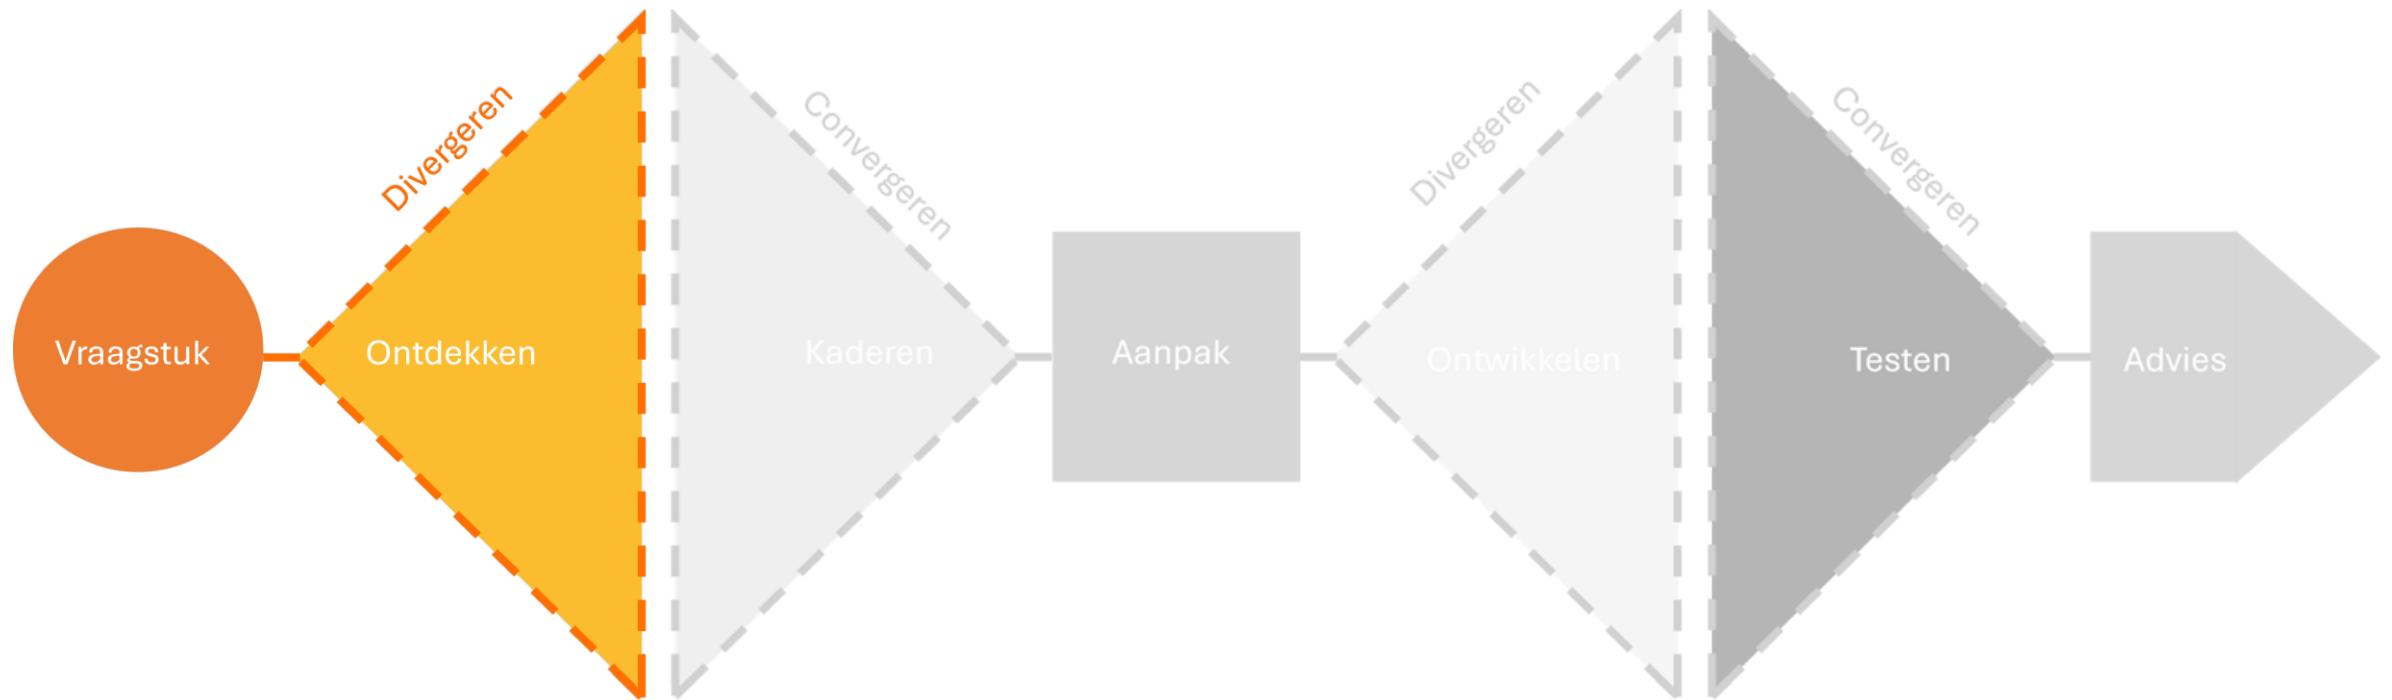 Divergeren
Convergeren
Divergeren
Convergeren
Vraagstuk
Ontdekken
Kaderen
Aanpak
Ontwikkelen
Testen
Advies